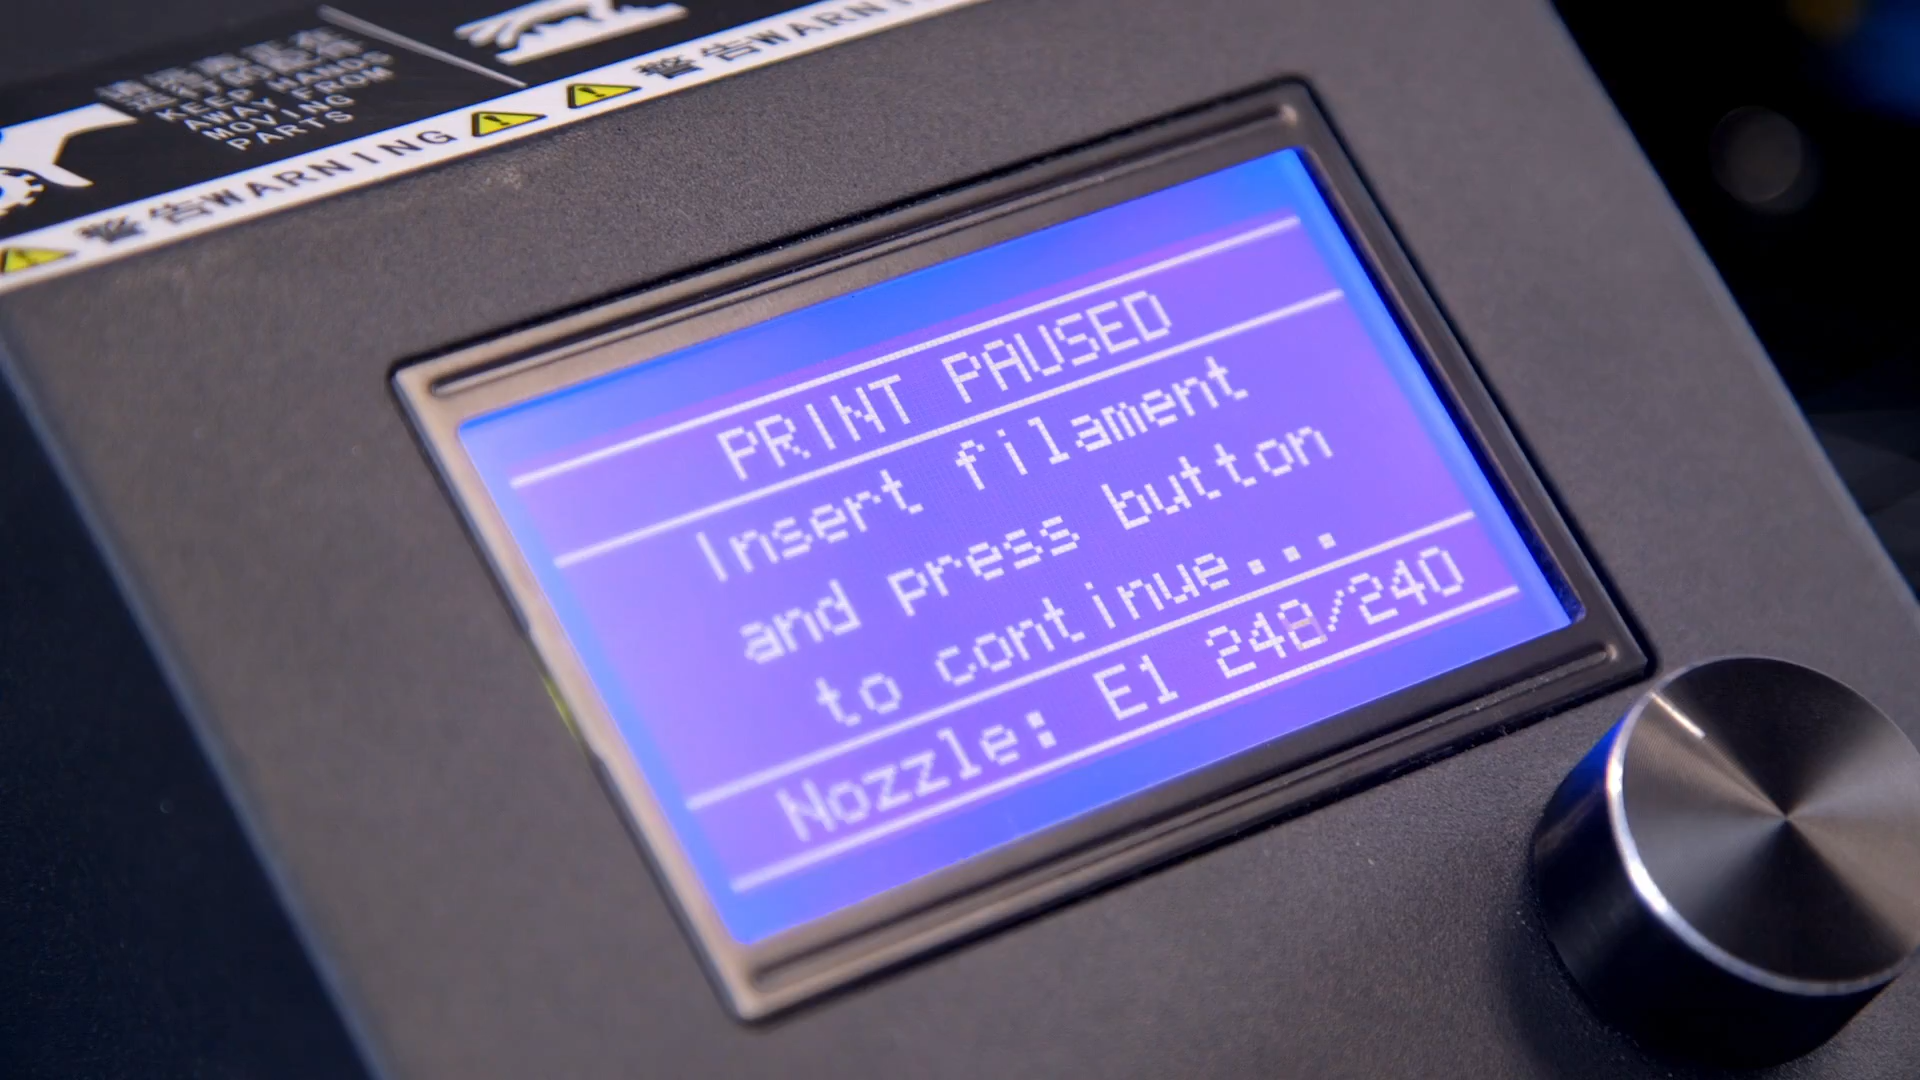 KEEP HANDS
AWAY FROM
MOVING
PARTS
警告WARNING
警告WARNING
PRINT PAUSED
Insert filament
and press button
to continue...
Nozzle: E1 248/240